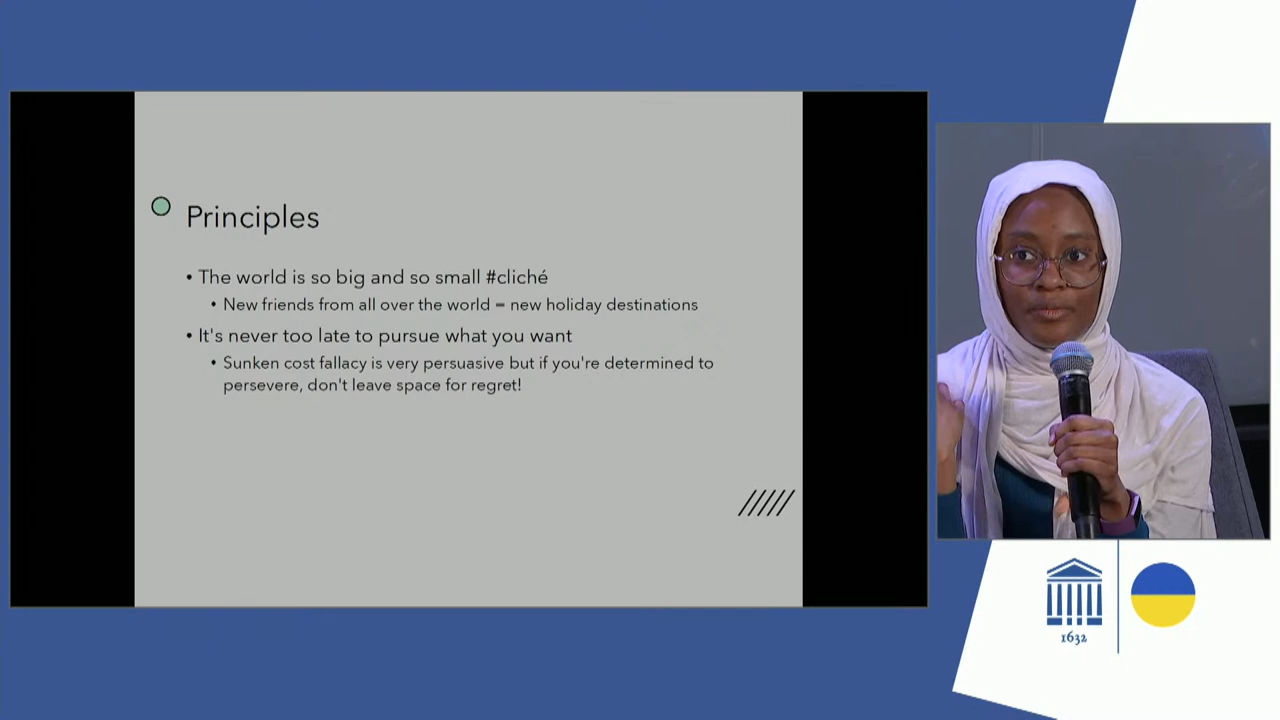 Principles
• The world is so big and so small #cliché
• New friends from all over the world = new holiday destinations
• It's never too late to pursue what you want
• Sunken cost fallacy is very persuasive but if you're determined to
persevere, don't leave space for regret!
1632